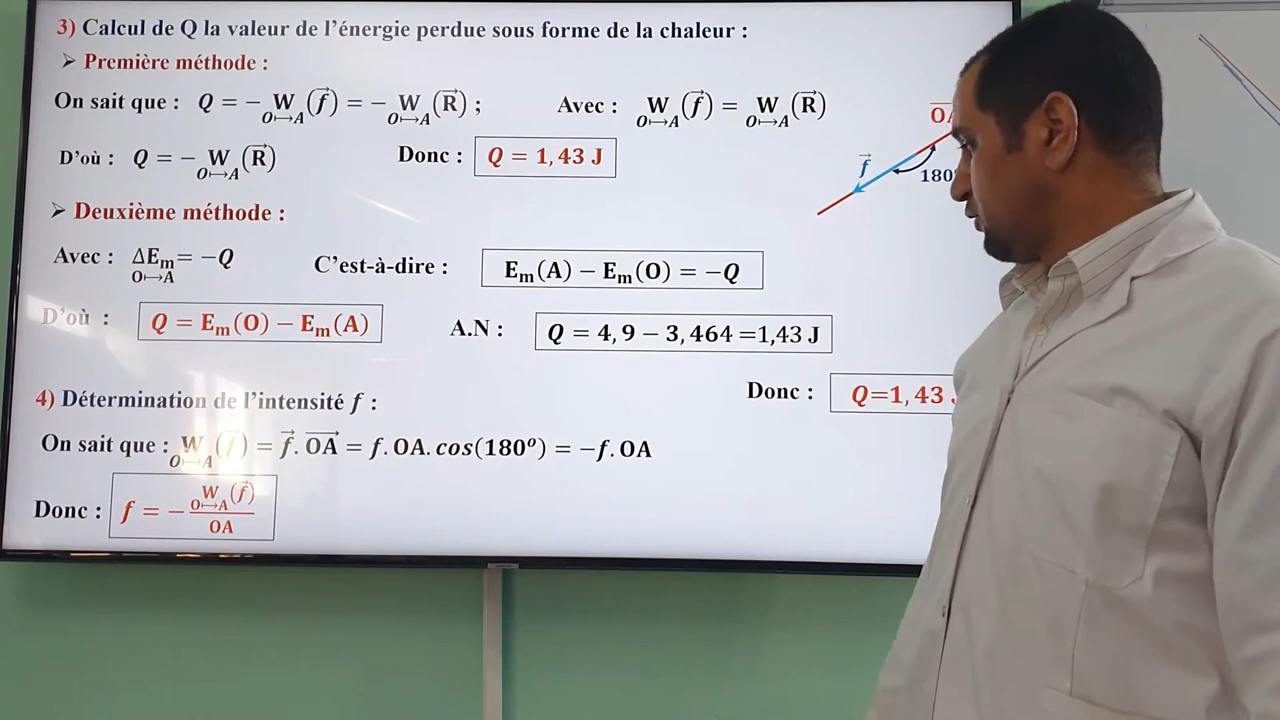 3) Calcul de Q la valeur de l'énergie perdue sous forme de la chaleur :
➢ Première méthode :
On sait que : Q = − W(f⃗) O↦A = − W(R⃗) O↦A ; Avec : W(f⃗) O↦A = W(R⃗) O↦A
D'où : Q = − W(R⃗) O↦A Donc : Q = 1,43 J
OA
f⃗
180
➢ Deuxième méthode :
Avec : ΔEm O↦A = −Q C'est-à-dire : Em(A) − Em(O) = −Q
D'où : Q = Em(O) − Em(A) A.N : Q = 4,9 − 3,464 =1,43 J
Donc : Q=1,43
4) Détermination de l'intensité f :
On sait que : W(f⃗) O↦A = f⃗. OA⃗ = f. OA. cos(180º) = −f. OA
Donc : f = − W(f⃗) O↦A / OA